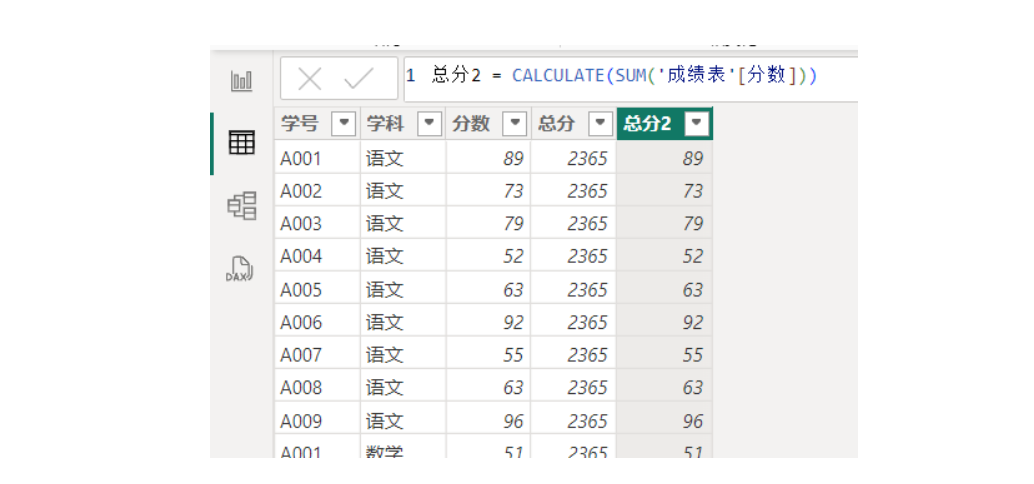 1 总分2 = CALCULATE(SUM('成绩表'[分数]))
学号 学科 分数 总分 总分2
A001 语文 89 2365 89
A002 语文 73 2365 73
A003 语文 79 2365 79
A004 语文 52 2365 52
A005 语文 63 2365 63
DAX
A006 语文 92 2365 92
A007 语文 55 2365 55
A008 语文 63 2365 63
A009 语文 96 2365 96
A001 数学 51 2365 51